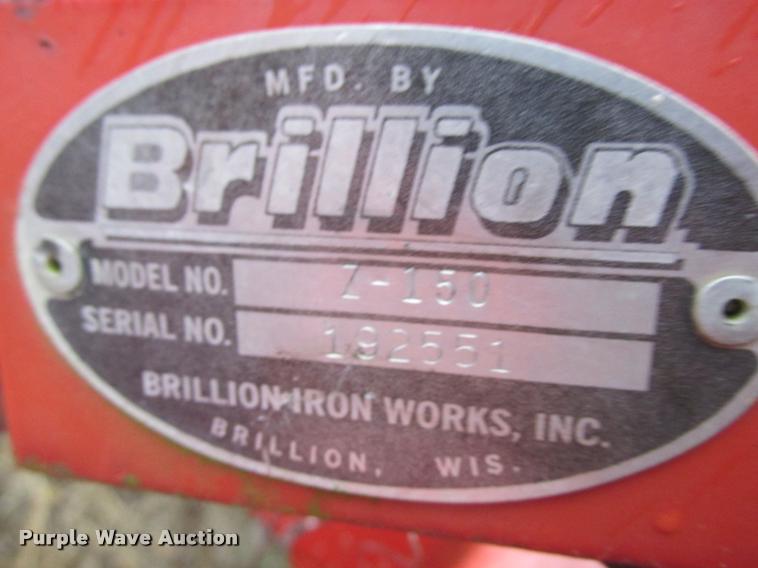 MFD. BY
Brillion
MODEL NO. Z-150
SERIAL NO. 192551
BRILLION IRON WORKS, INC.
BRILLION, WIS.
Purple Wave Auction